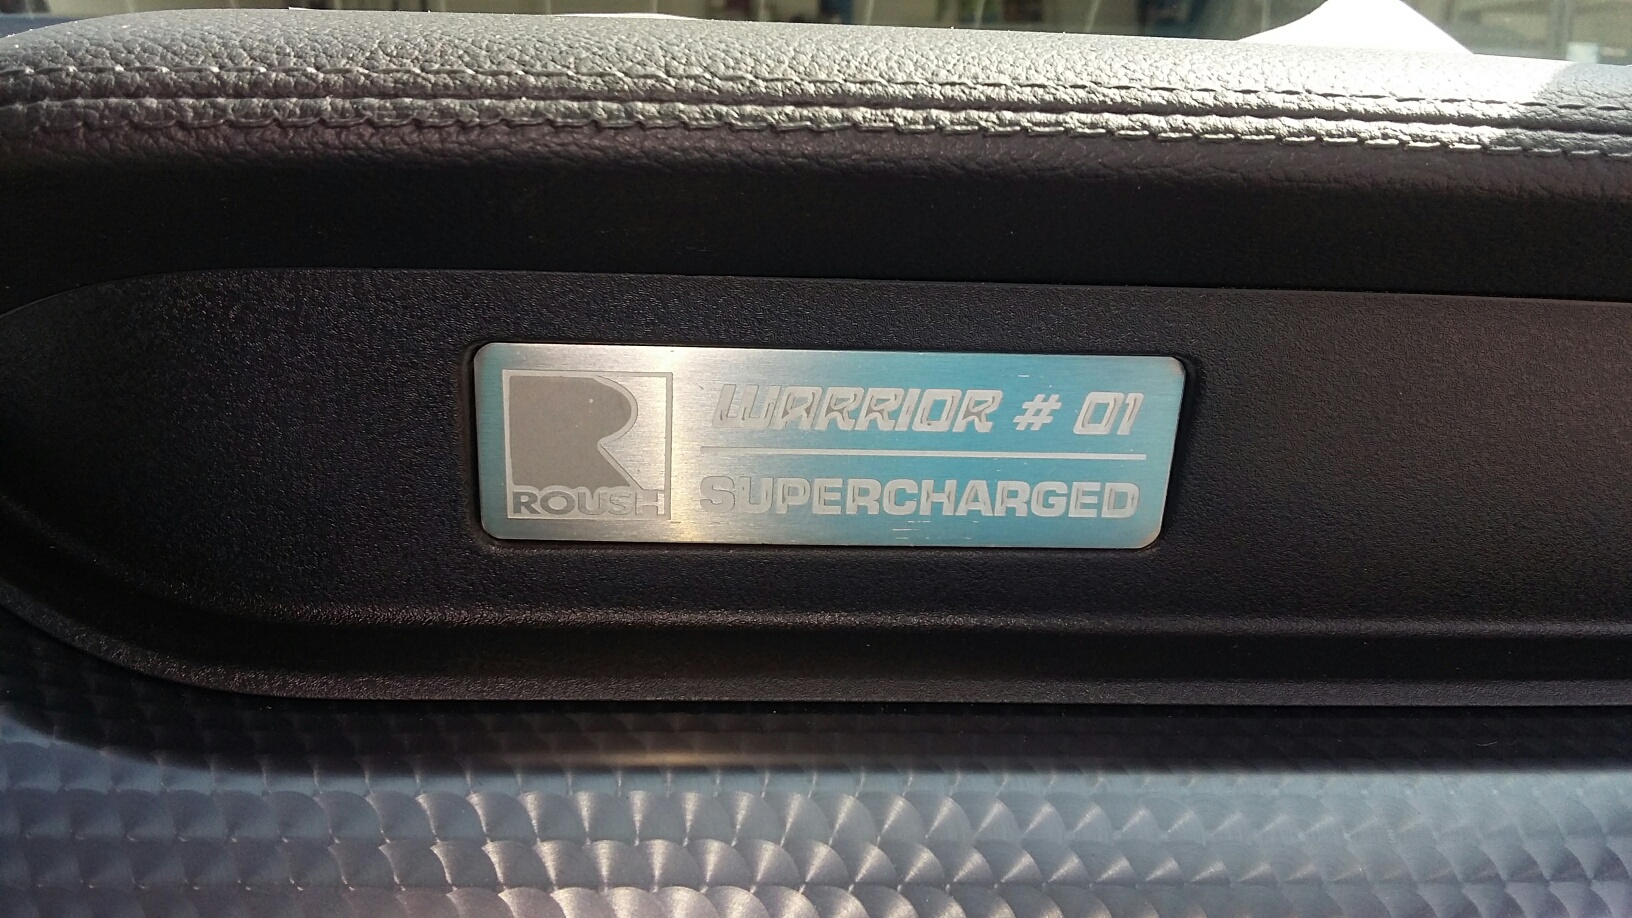 ROUSH
WARRIOR # 01
SUPERCHARGED